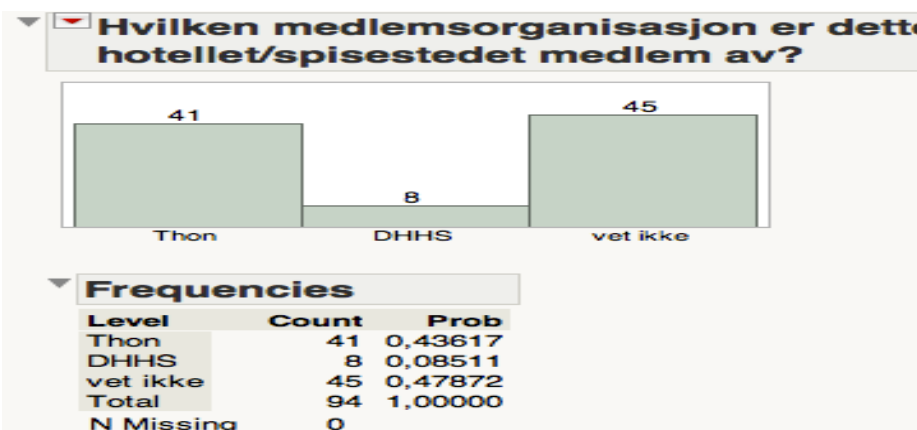 Hvilken medlemsorganisasjon er dette
hotellet/spisestedet medlem av?
41 8 45
Thon DHHS vet ikke
Frequencies
Level Count Prob
Thon 41 0,43617
DHHS 8 0,08511
vet ikke 45 0,47872
Total 94 1,00000
N Missing 0